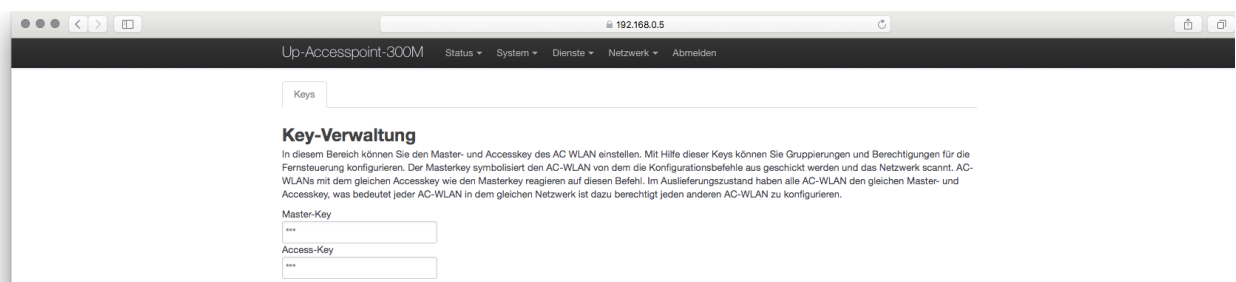 192.168.0.5
Up-Accesspoint-300M Status System Dienste Netzwerk Abmelden
Keys
Key-Verwaltung
In diesem Bereich können Sie den Master- und Accesskey des AC WLAN einstellen. Mit Hilfe dieser Keys können Sie Gruppierungen und Berechtigungen für die
Fernsteuerung konfigurieren. Der Masterkey symbolisiert den AC-WLAN von dem die Konfigurationsbefehle aus geschickt werden und das Netzwerk scannt. AC-
WLANs mit dem gleichen Accesskey wie den Masterkey reagieren auf diesen Befehl. Im Auslieferungszustand haben alle AC-WLAN den gleichen Master- und
Accesskey, was bedeutet jeder AC-WLAN in dem gleichen Netzwerk ist dazu berechtigt jeden anderen AC-WLAN zu konfigurieren.
Master-Key
***
Access-Key
***